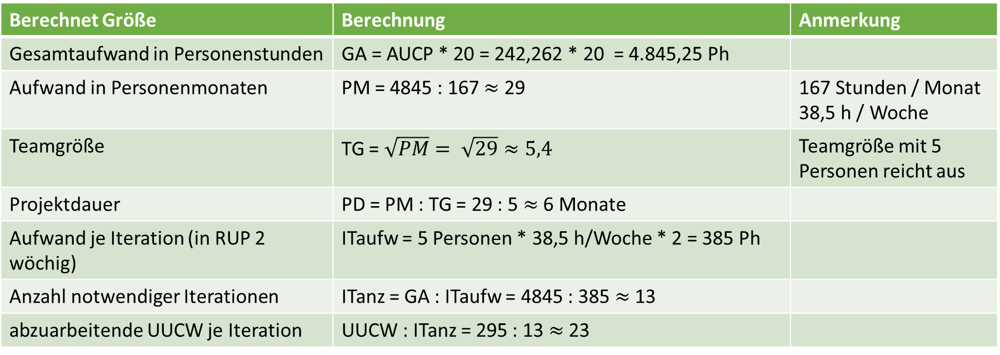 Berechnet Größe Berechnung Anmerkung
Gesamtaufwand in Personenstunden GA = AUCP * 20 = 242,262 * 20 = 4.845,25 Ph
Aufwand in Personenmonaten PM = 4845 : 167 ≈ 29 167 Stunden / Monat
38,5 h / Woche
Teamgröße TG = √PM = √29 ≈ 5,4 Teamgröße mit 5
Personen reicht aus
Projektdauer PD = PM : TG = 29 : 5 ≈ 6 Monate
Aufwand je Iteration (in RUP 2 ITaufw = 5 Personen * 38,5 h/Woche * 2 = 385 Ph
wöchig)
Anzahl notwendiger Iterationen ITanz = GA : ITaufw = 4845 : 385 ≈ 13
abzuarbeitende UUCW je Iteration UUCW : ITanz = 295 : 13 ≈ 23